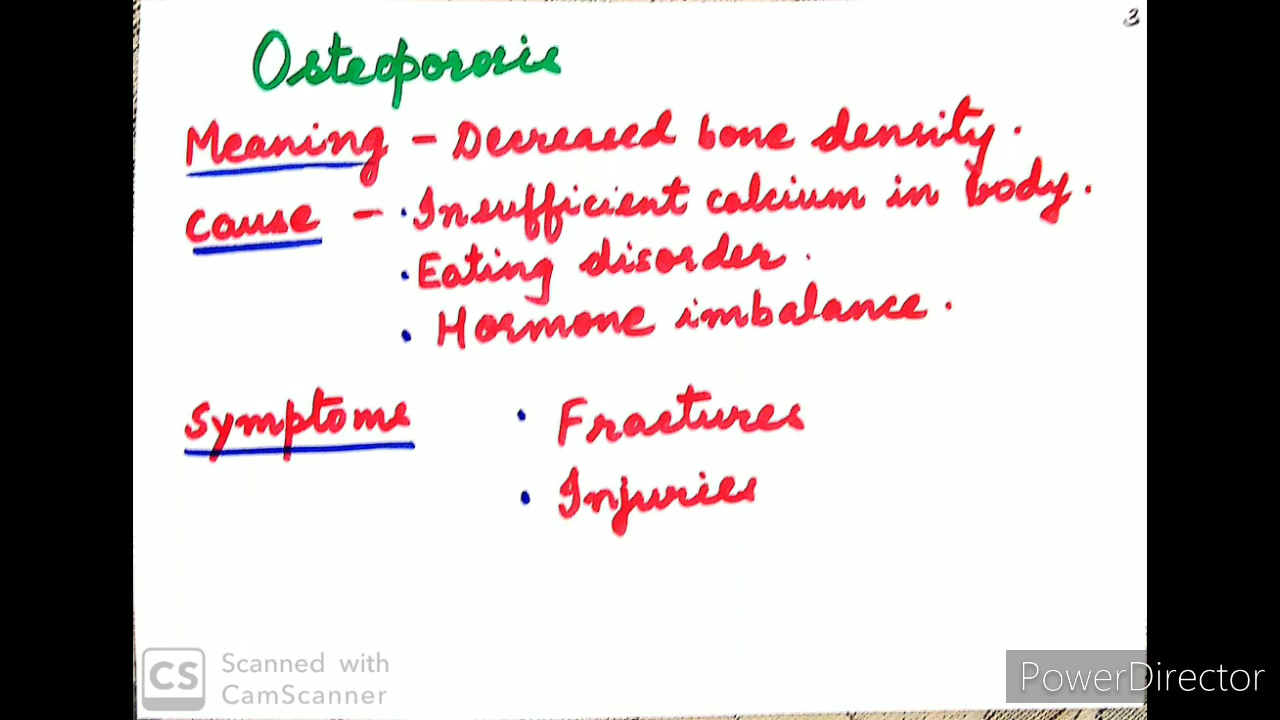 3
Osteoporosis
Meaning - Decreased bone density.
Cause - • Insufficient calcium in body.
• Eating disorder.
• Hormone imbalance.
Symptoms • Fractures
• Injuries
CS Scanned with
CamScanner
PowerDirector